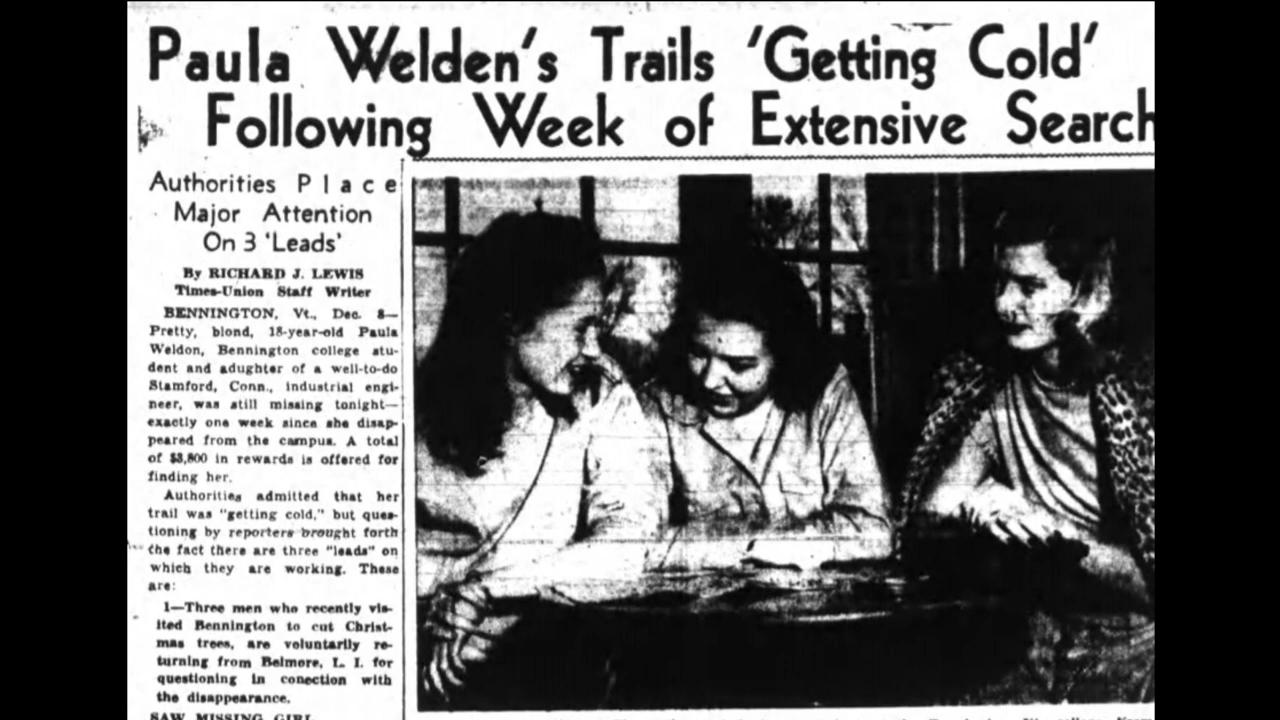 Paula Welden's Trails 'Getting Cold'
Following Week of Extensive Search
Authorities Place
Major Attention
On 3 'Leads'
By RICHARD J. LEWIS
Times-Union Staff Writer
BENNINGTON, Vt., Dec. 8—
Pretty, blond, 18-year-old Paula
Weldon, Bennington college stu-
dent and adughter of a well-to-do
Stamford, Conn., industrial engi-
neer, was still missing tonight—
exactly one week since she disap-
peared from the campus. A total
of $3,800 in rewards is offered for
finding her.
Authorities admitted that her
trail was "getting cold," but ques-
tioning by reporters brought forth
the fact there are three "leads" on
which they are working. These
are:
1—Three men who recently vis-
ited Bennington to cut Christ-
mas trees, are voluntarily re-
turning from Belmore, L. I. for
questioning in conection with
the disappearance.
SAW MISSING GIRL